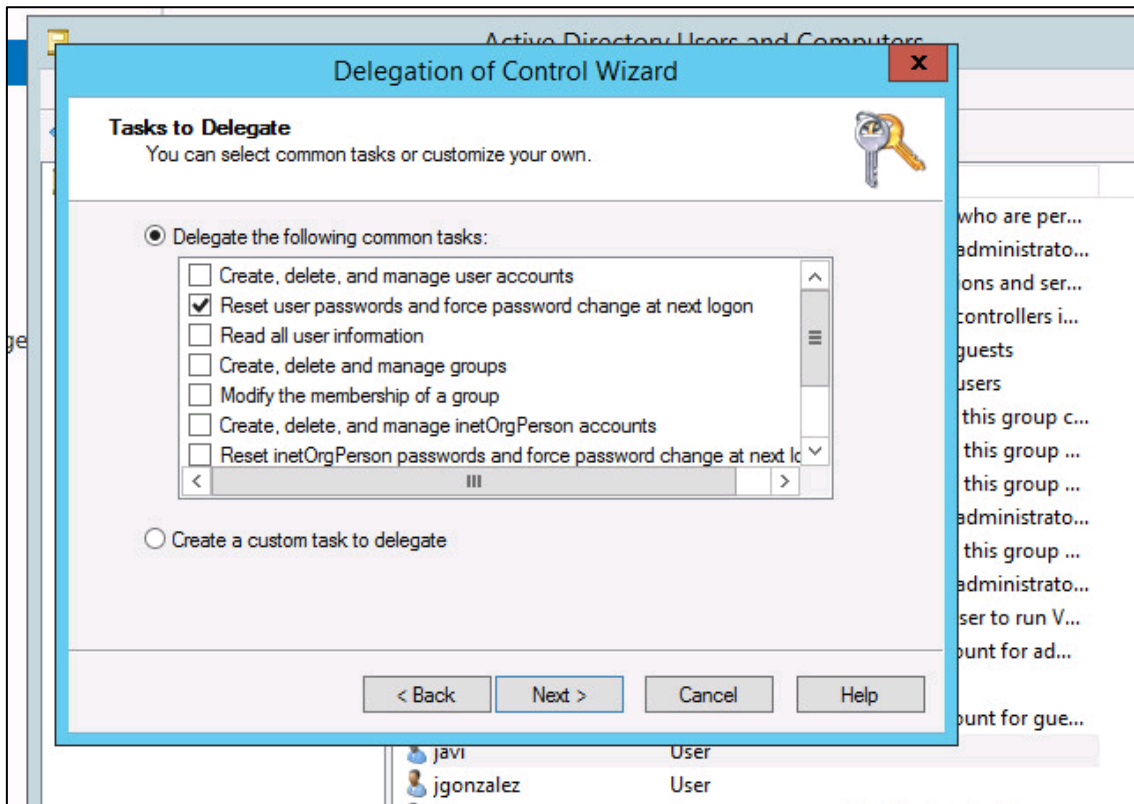 Active Directory Users and Computers
Delegation of Control Wizard
x
Tasks to Delegate
You can select common tasks or customize your own.
Delegate the following common tasks:
Create, delete, and manage user accounts
Reset user passwords and force password change at next logon
Read all user information
Create, delete and manage groups
Modify the membership of a group
Create, delete, and manage inetOrgPerson accounts
Reset inetOrgPerson passwords and force password change at next lo
Create a custom task to delegate
< Back Next > Cancel Help
who are per...
administrato...
ions and ser...
controllers i...
guests
users
this group c...
this group ...
this group ...
administrato...
this group ...
administrato...
ser to run V...
ount for ad...
ount for gue...
ge
javi User
jgonzalez User